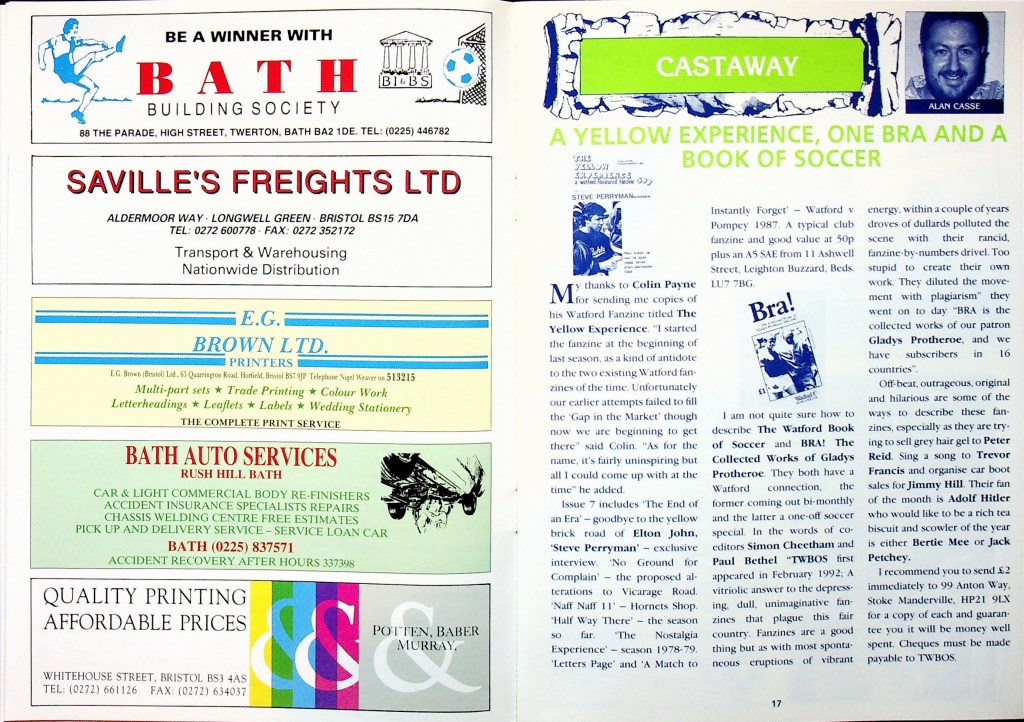 BE A WINNER WITH
BATH
BUILDING SOCIETY
BIBS
88 THE PARADE, HIGH STREET, TWERTON, BATH BA2 1DE. TEL: (0225) 446782
SAVILLE'S FREIGHTS LTD
ALDERMOOR WAY · LONGWELL GREEN · BRISTOL BS15 7DA
TEL: 0272 600778 · FAX: 0272 352172
Transport & Warehousing
Nationwide Distribution
E.G.
BROWN LTD.
PRINTERS
E.G. Brown (Bristol) Ltd., 63 Quarrington Road, Horfield, Bristol BS7 9JP Telephone Nigel Weaver on 513215
Multi-part sets ★ Trade Printing ★ Colour Work
Letterheadings ★ Leaflets ★ Labels ★ Wedding Stationery
THE COMPLETE PRINT SERVICE
BATH AUTO SERVICES
RUSH HILL BATH
CAR & LIGHT COMMERCIAL BODY RE-FINISHERS
ACCIDENT INSURANCE SPECIALISTS REPAIRS
CHASSIS WELDING CENTRE FREE ESTIMATES
PICK UP AND DELIVERY SERVICE – SERVICE LOAN CAR
BATH (0225) 837571
ACCIDENT RECOVERY AFTER HOURS 337398
QUALITY PRINTING
AFFORDABLE PRICES
WHITEHOUSE STREET, BRISTOL BS3 4AS
TEL: (0272) 661126 FAX: (0272) 634037
&&&
POTTEN, BABER
MURRAY.
CASTAWAY
ALAN CASSE
A YELLOW EXPERIENCE, ONE BRA AND A
BOOK OF SOCCER
THE
YELLOW
EXPERIENCE
a watford flavoured fanzine 50p
STEVE PERRYMAN
My thanks to Colin Payne
for sending me copies of
his Watford Fanzine titled The
Yellow Experience. "I started
the fanzine at the beginning of
last season, as a kind of antidote
to the two existing Watford fan-
zines of the time. Unfortunately
our earlier attempts failed to fill
the 'Gap in the Market' though
now we are beginning to get
there" said Colin. "As for the
name, it's fairly uninspiring but
all I could come up with at the
time" he added.
Issue 7 includes 'The End of
an Era' – goodbye to the yellow
brick road of Elton John,
'Steve Perryman' – exclusive
interview. 'No Ground for
Complain' – the proposed al-
terations to Vicarage Road.
'Naff Naff 11' – Hornets Shop.
'Half Way There' – the season
so far. 'The Nostalgia
Experience' – season 1978-79.
'Letters Page' and 'A Match to
Instantly Forget' – Watford v
Pompey 1987. A typical club
fanzine and good value at 50p
plus an A5 SAE from 11 Ashwell
Street, Leighton Buzzard, Beds.
LU7 7BG.
Bra!
£1
I am not quite sure how to
describe The Watford Book
of Soccer and BRA! The
Collected Works of Gladys
Protheroe. They both have a
Watford connection, the
former coming out bi-monthly
and the latter a one-off soccer
special. In the words of co-
editors Simon Cheetham and
Paul Bethel "TWBOS first
appeared in February 1992; A
vitriolic answer to the depress-
ing, dull, unimaginative fan-
zines that plague this fair
country. Fanzines are a good
thing but as with most sponta-
neous eruptions of vibrant
energy, within a couple of years
droves of dullards polluted the
scene with their rancid,
fanzine-by-numbers drivel. Too
stupid to create their own
work. They diluted the move-
ment with plagiarism" they
went on to day "BRA is the
collected works of our patron
Gladys Protheroe, and we
have subscribers in 16
countries".
Off-beat, outrageous, original
and hilarious are some of the
ways to describe these fan-
zines, especially as they are try-
ing to sell grey hair gel to Peter
Reid. Sing a song to Trevor
Francis and organise car boot
sales for Jimmy Hill. Their fan
of the month is Adolf Hitler
who would like to be a rich tea
biscuit and scowler of the year
is either Bertie Mee or Jack
Petchey.
I recommend you to send £2
immediately to 99 Anton Way,
Stoke Manderville, HP21 9LX
for a copy of each and guaran-
tee you it will be money well
spent. Cheques must be made
payable to TWBOS.
17